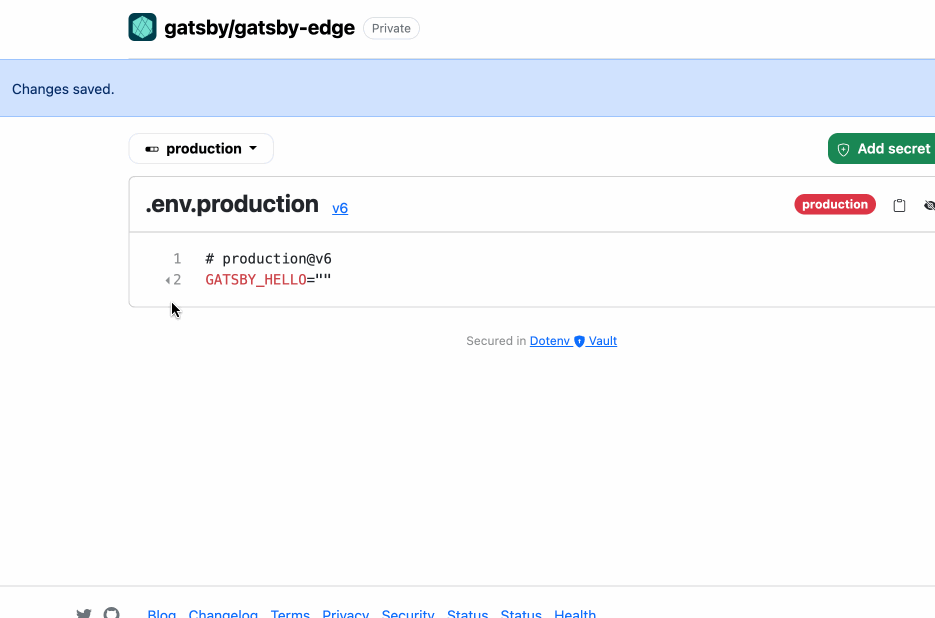 gatsby/gatsby-edge Private
Changes saved.
production Add secret
.env.production v6 production
1 # production@v6
2 GATSBY_HELLO=""
Secured in Dotenv Vault
Blog Changelog Terms Privacy Security Status Status Health